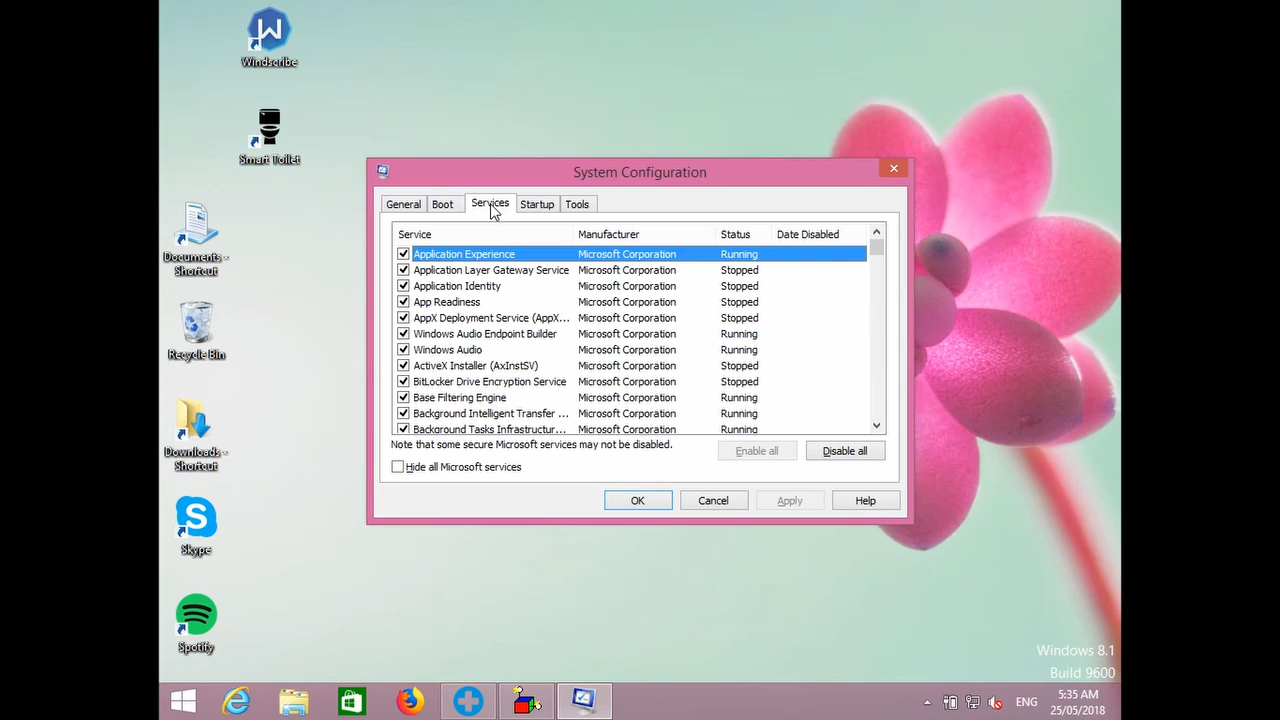 Windscribe
Smart Toilet
Documents - Shortcut
Recycle Bin
Downloads - Shortcut
Skype
Spotify
System Configuration
General Boot Services Startup Tools
Service Manufacturer Status Date Disabled
Application Experience Microsoft Corporation Running
Application Layer Gateway Service Microsoft Corporation Stopped
Application Identity Microsoft Corporation Stopped
App Readiness Microsoft Corporation Stopped
AppX Deployment Service (AppX... Microsoft Corporation Stopped
Windows Audio Endpoint Builder Microsoft Corporation Running
Windows Audio Microsoft Corporation Running
ActiveX Installer (AxInstSV) Microsoft Corporation Stopped
BitLocker Drive Encryption Service Microsoft Corporation Stopped
Base Filtering Engine Microsoft Corporation Running
Background Intelligent Transfer ... Microsoft Corporation Running
Background Tasks Infrastructur... Microsoft Corporation Running
Note that some secure Microsoft services may not be disabled.
Enable all Disable all
Hide all Microsoft services
OK Cancel Apply Help
Windows 8.1
Build 9600
ENG
5:35 AM
25/05/2018